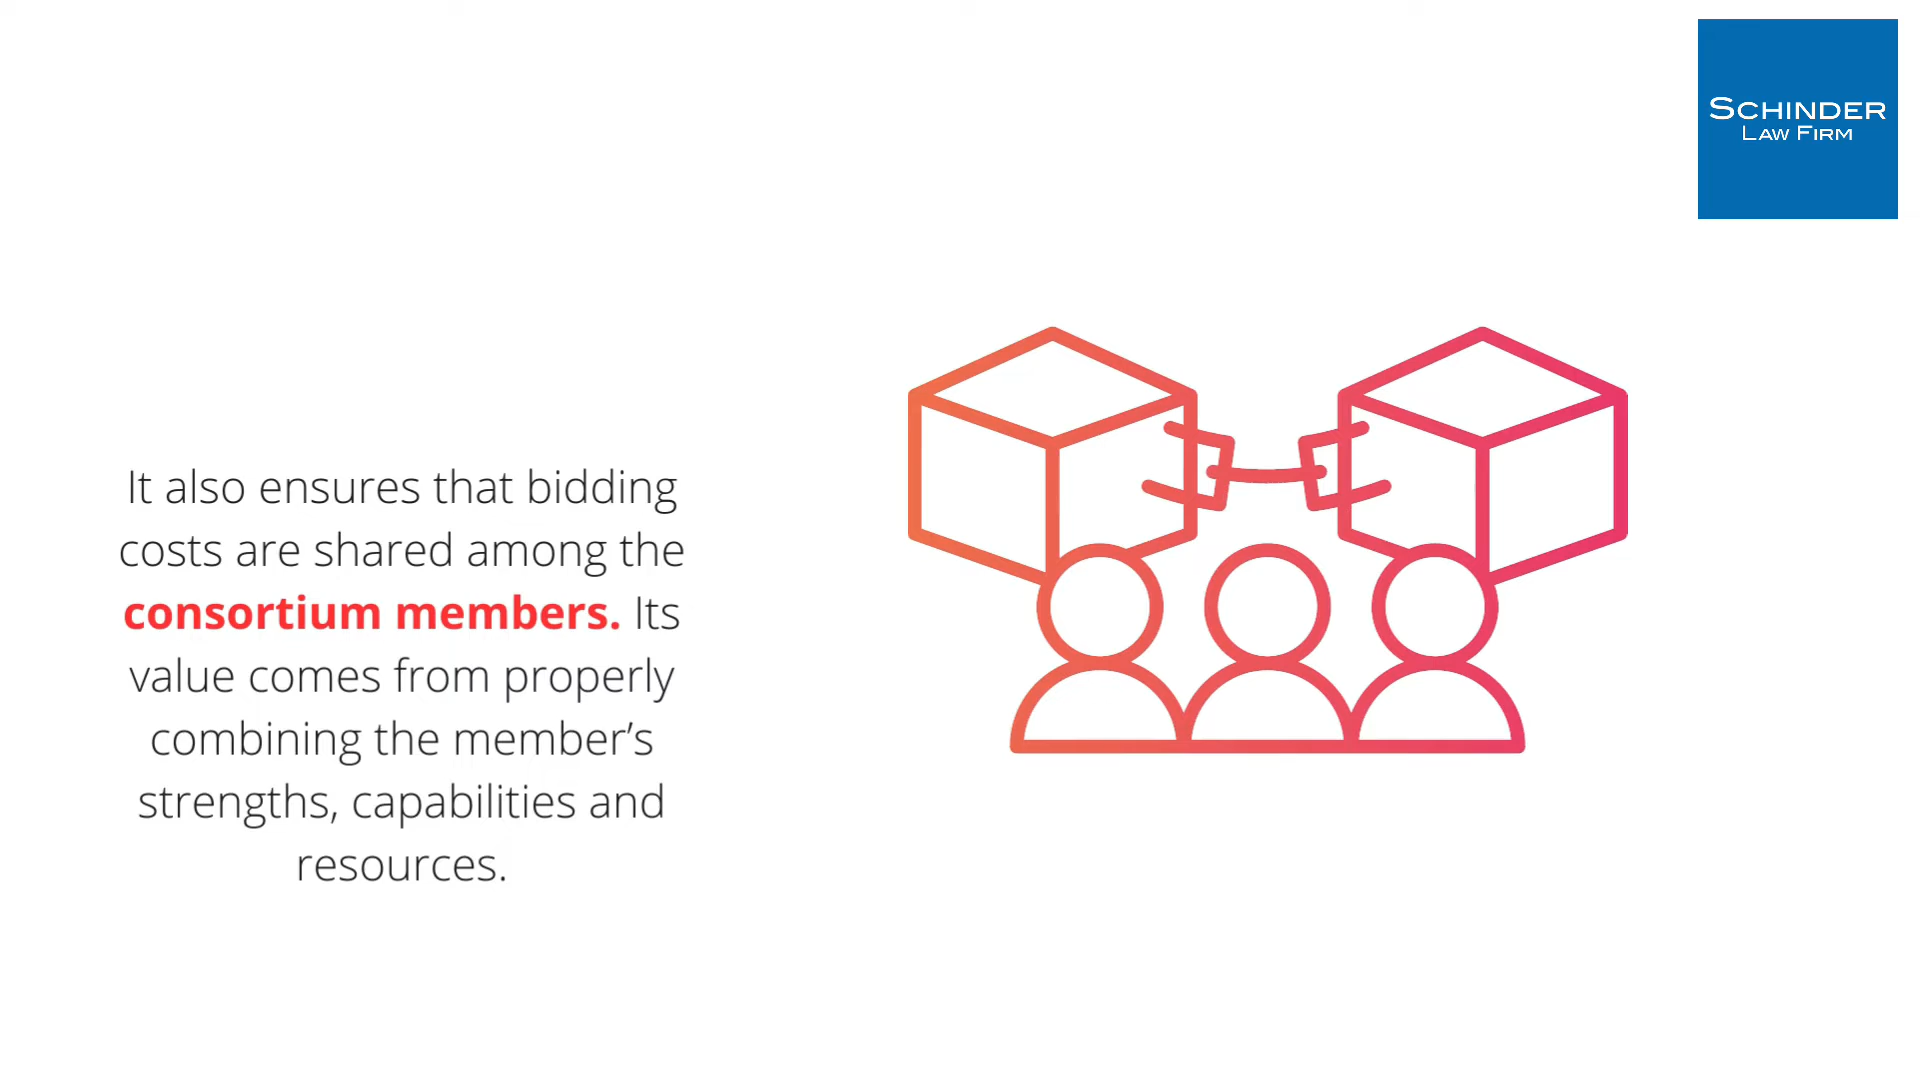 SCHINDER
LAW FIRM
It also ensures that bidding
costs are shared among the
consortium members. Its
value comes from properly
combining the member’s
strengths, capabilities and
resources.